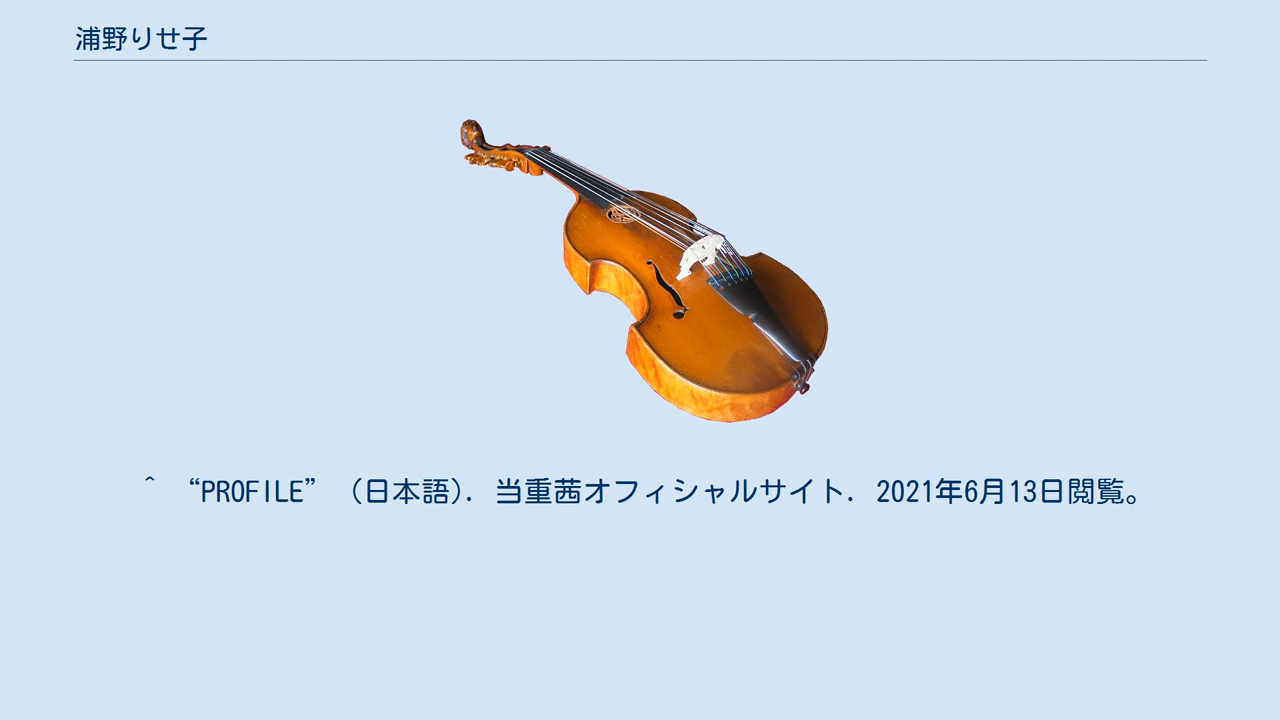 浦野りせ子
^ “PROFILE” (日本語). 当重茜オフィシャルサイト. 2021年6月13日閲覧。